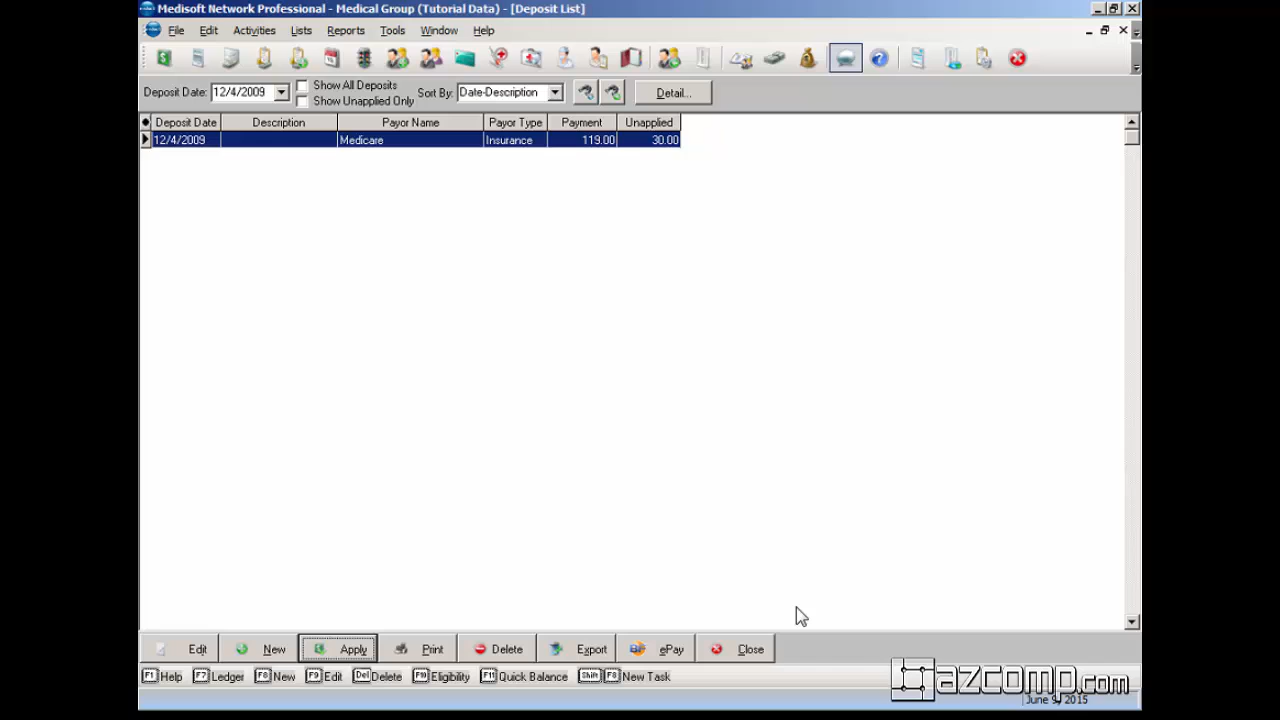 Medisoft Network Professional - Medical Group (Tutorial Data) - [Deposit List]
File Edit Activities Lists Reports Tools Window Help
Deposit Date: 12/4/2009 Show All Deposits Show Unapplied Only Sort By: Date-Description Detail...
Deposit Date Description Payor Name Payor Type Payment Unapplied
12/4/2009 Medicare Insurance 119.00 30.00
Edit New Apply Print Delete Export ePay Close
F1 Help F7 Ledger F8 New F9 Edit Del Delete F10 Eligibility F11 Quick Balance Shift F8 New Task
azcomp.com
June 9, 2015